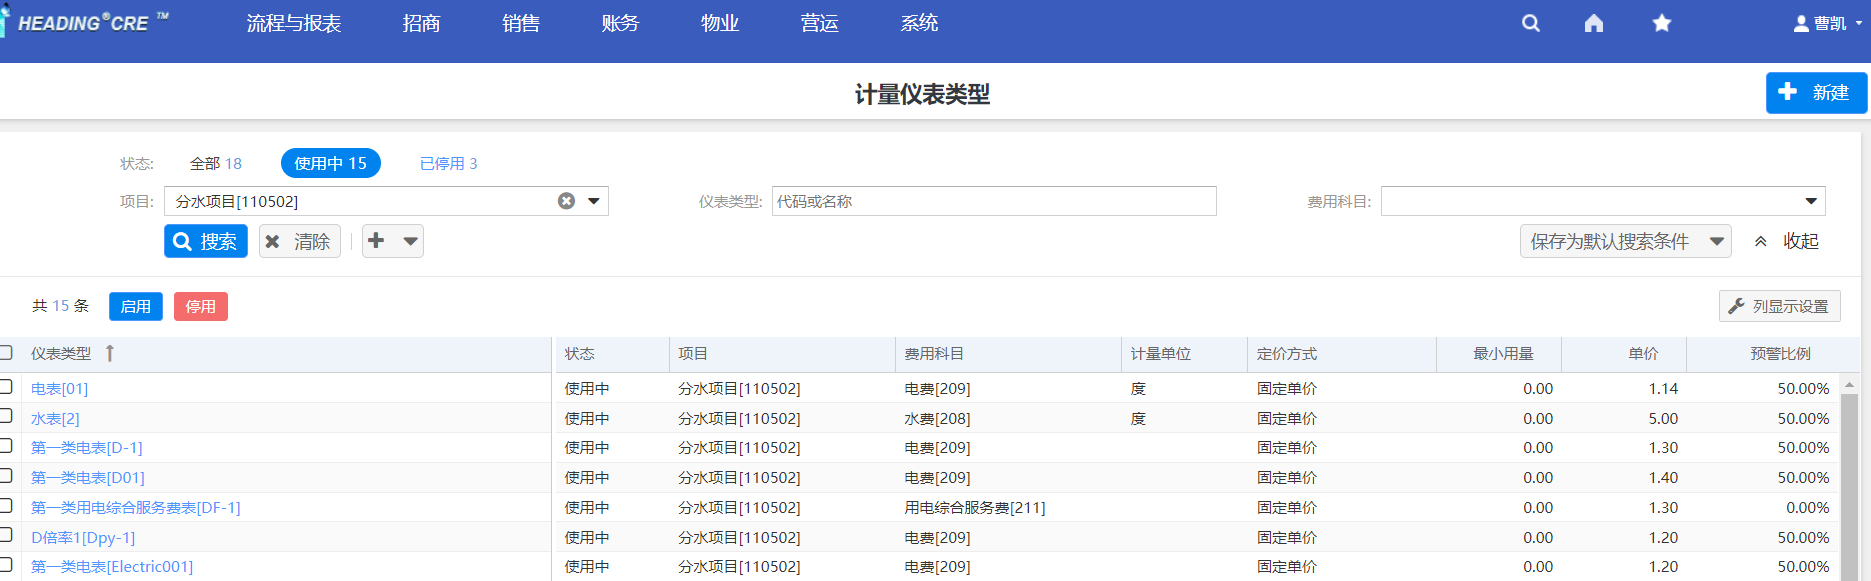 HEADING®CRE ™ 流程与报表 招商 销售 账务 物业 营运 系统 曹凯
计量仪表类型
新建
状态: 全部 18 使用中 15 已停用 3
项目: 分水项目[110502] 仪表类型: 代码或名称 费用科目:
搜索 清除 保存为默认搜索条件 收起
共 15 条 启用 停用 列显示设置
仪表类型 状态 项目 费用科目 计量单位 定价方式 最小用量 单价 预警比例
电表[01] 使用中 分水项目[110502] 电费[209] 度 固定单价 0.00 1.14 50.00%
水表[2] 使用中 分水项目[110502] 水费[208] 度 固定单价 0.00 5.00 50.00%
第一类电表[D-1] 使用中 分水项目[110502] 电费[209] 固定单价 0.00 1.30 50.00%
第一类电表[D01] 使用中 分水项目[110502] 电费[209] 固定单价 0.00 1.40 50.00%
第一类用电综合服务费表[DF-1] 使用中 分水项目[110502] 用电综合服务费[211] 固定单价 0.00 1.30 0.00%
D倍率1[Dpy-1] 使用中 分水项目[110502] 电费[209] 固定单价 0.00 1.20 50.00%
第一类电表[Electric001] 使用中 分水项目[110502] 电费[209] 固定单价 0.00 1.20 50.00%